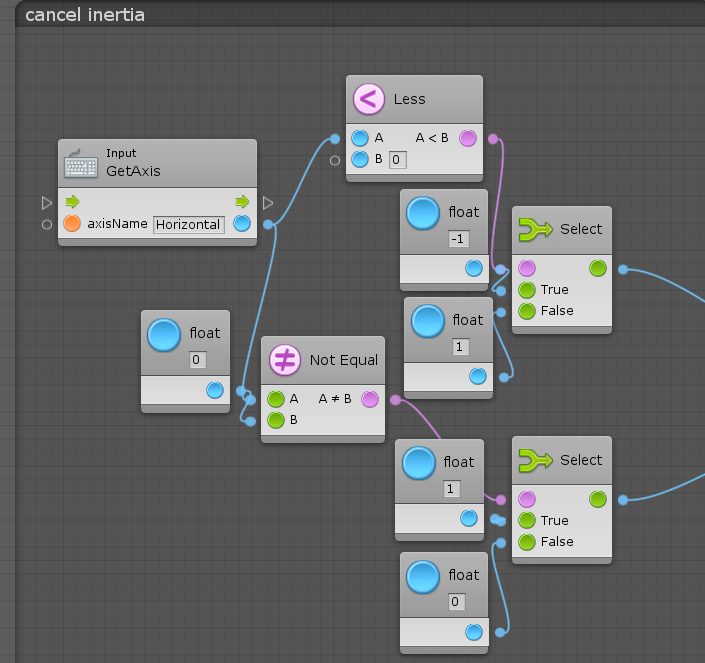 cancel inertia
Less
A A < B
B 0
Input
GetAxis
axisName Horizontal
float
-1
Select
True
False
float
1
float
0
Not Equal
A A ≠ B
B
float
1
Select
True
False
float
0